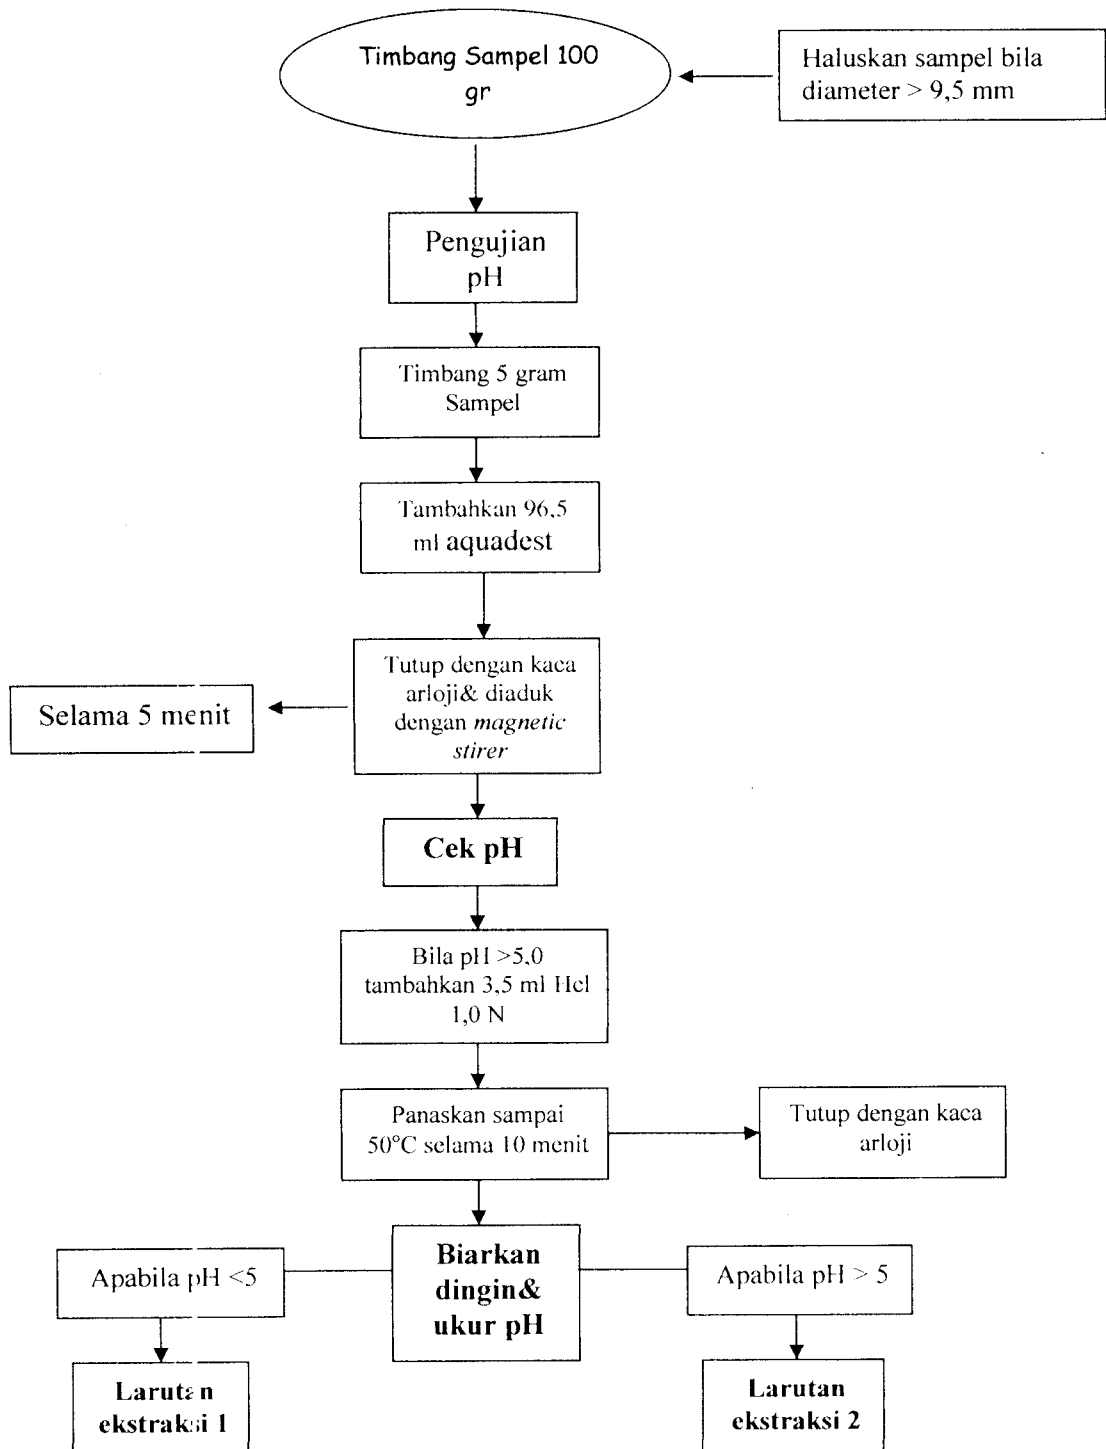 Timbang Sampel 100
gr
Haluskan sampel bila
diameter > 9,5 mm
Pengujian
pH
Timbang 5 gram
Sampel
Tambahkan 96,5
ml aquadest
Tutup dengan kaca
arloji& diaduk
dengan magnetic
stirer
Selama 5 menit
Cek pH
Bila pH >5,0
tambahkan 3,5 ml Hcl
1,0 N
Panaskan sampai
50°C selama 10 menit
Tutup dengan kaca
arloji
Biarkan
dingin&
ukur pH
Apabila pH <5
Apabila pH > 5
Larutan
ekstraksi 1
Larutan
ekstraksi 2